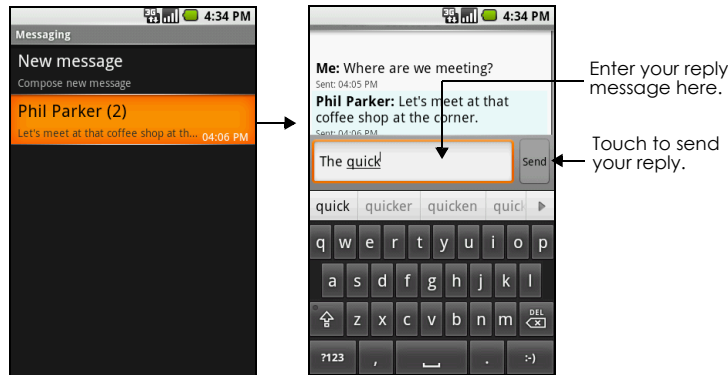 3G 4:34 PM
Messaging
New message
Compose new message
Phil Parker (2)
Let's meet at that coffee shop at th... 04:06 PM
3G 4:34 PM
Me: Where are we meeting?
Sent: 04:05 PM
Phil Parker: Let's meet at that
coffee shop at the corner.
Sent: 04:06 PM
The quick
Send
quick quicker quicken quick
q w e r t y u i o p
a s d f g h j k l
z x c v b n m DEL
?123 , . :-)
Enter your reply
message here.
Touch to send
your reply.